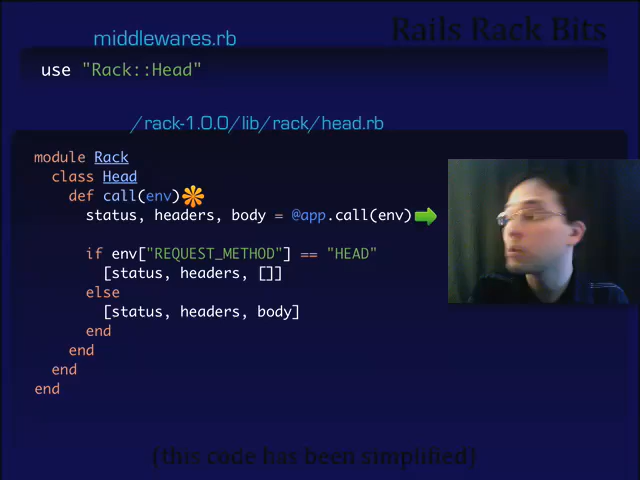 Rails Rack Bits
middlewares.rb
use "Rack::Head"
/rack-1.0.0/lib/rack/head.rb
module Rack
class Head
def call(env)
status, headers, body = @app.call(env)
if env["REQUEST_METHOD"] == "HEAD"
[status, headers, []]
else
[status, headers, body]
end
end
end
end
(this code has been simplified)